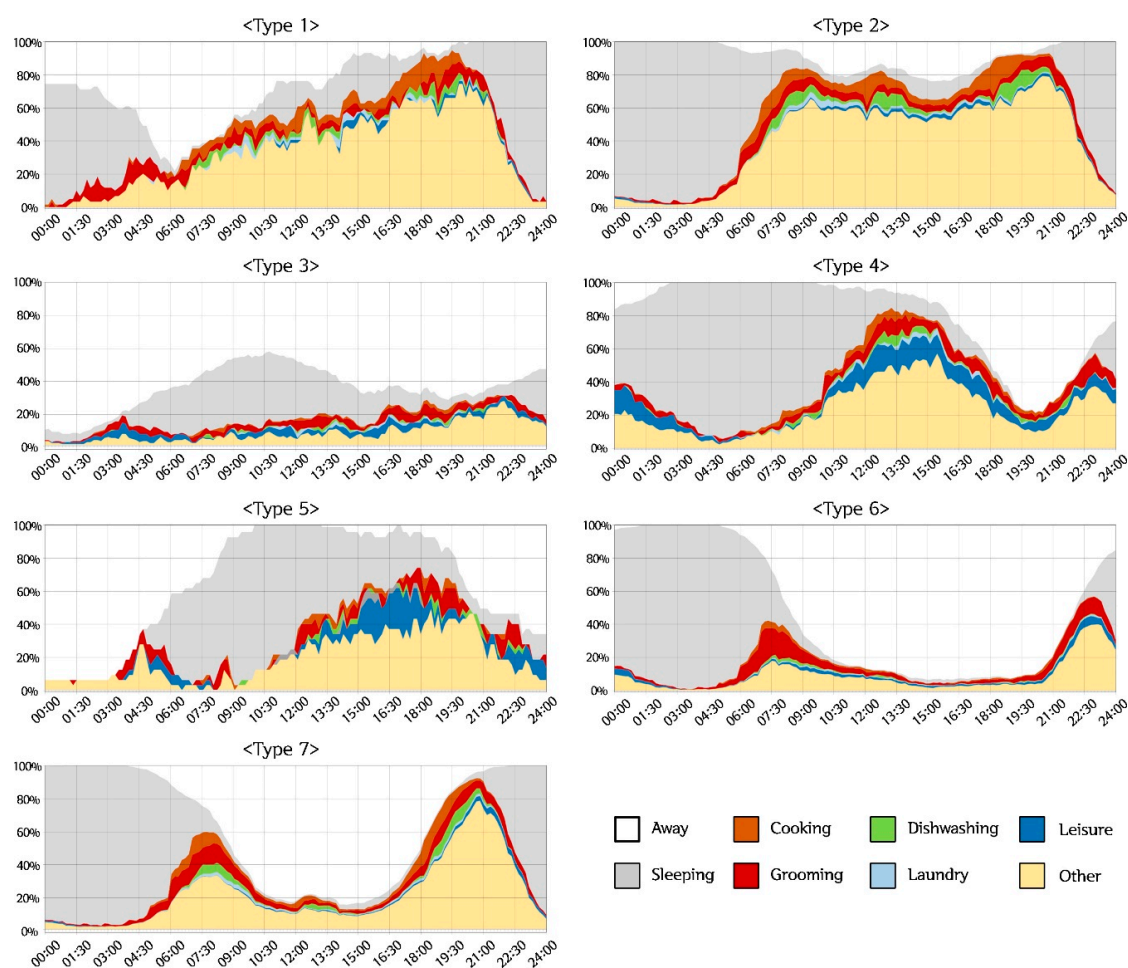 <Type 1>
100%
80%
60%
40%
20%
0%
00:00 01:30 03:00 04:30 06:00 07:30 09:00 10:30 12:00 13:30 15:00 16:30 18:00 19:30 21:00 22:30 24:00
<Type 2>
100%
80%
60%
40%
20%
0%
00:00 01:30 03:00 04:30 06:00 07:30 09:00 10:30 12:00 13:30 15:00 16:30 18:00 19:30 21:00 22:30 24:00
<Type 3>
100%
80%
60%
40%
20%
0%
00:00 01:30 03:00 04:30 06:00 07:30 09:00 10:30 12:00 13:30 15:00 16:30 18:00 19:30 21:00 22:30 24:00
<Type 4>
100%
80%
60%
40%
20%
0%
00:00 01:30 03:00 04:30 06:00 07:30 09:00 10:30 12:00 13:30 15:00 16:30 18:00 19:30 21:00 22:30 24:00
<Type 5>
100%
80%
60%
40%
20%
0%
00:00 01:30 03:00 04:30 06:00 07:30 09:00 10:30 12:00 13:30 15:00 16:30 18:00 19:30 21:00 22:30 24:00
<Type 6>
100%
80%
60%
40%
20%
0%
00:00 01:30 03:00 04:30 06:00 07:30 09:00 10:30 12:00 13:30 15:00 16:30 18:00 19:30 21:00 22:30 24:00
<Type 7>
100%
80%
60%
40%
20%
0%
00:00 01:30 03:00 04:30 06:00 07:30 09:00 10:30 12:00 13:30 15:00 16:30 18:00 19:30 21:00 22:30 24:00
Away Cooking Dishwashing Leisure
Sleeping Grooming Laundry Other